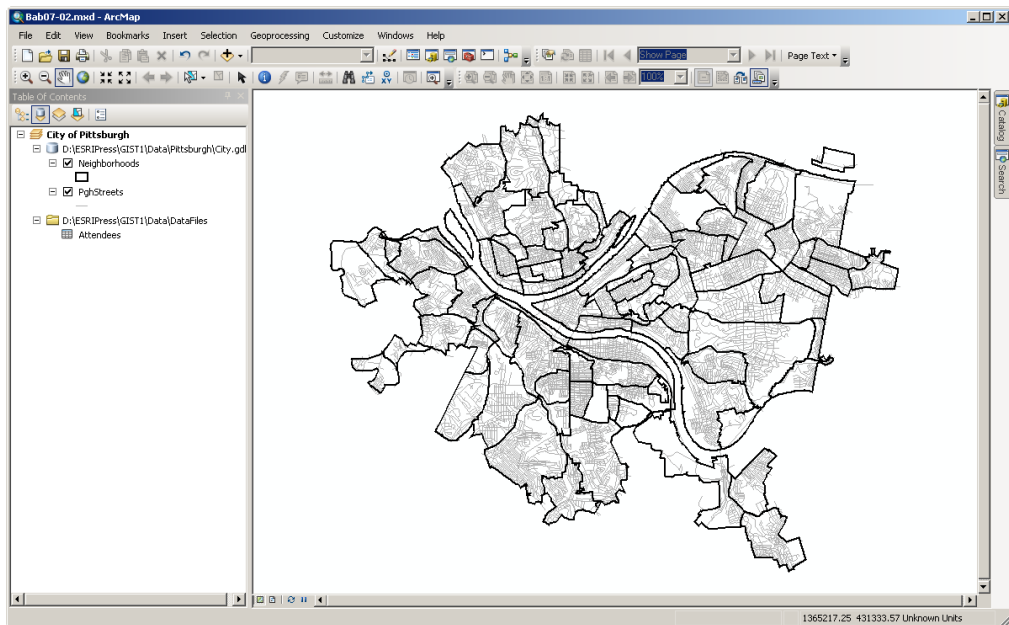 Bab07-02.mxd - ArcMap
File Edit View Bookmarks Insert Selection Geoprocessing Customize Windows Help
Show Page Page Text
100%
Table Of Contents
City of Pittsburgh
D:\ESRIPress\GIST1\Data\Pittsburgh\City.gd
Neighborhoods
PghStreets
D:\ESRIPress\GIST1\Data\DataFiles
Attendees
Catalog
Search
1365217.25 431333.57 Unknown Units